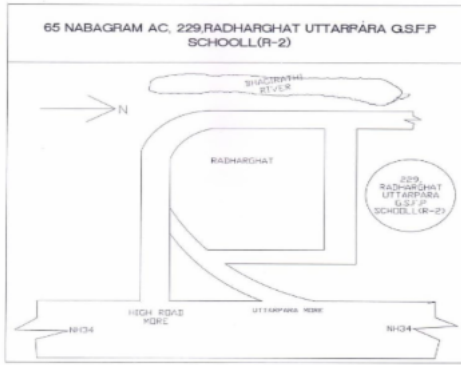 65 NABAGRAM AC, 229,RADHARGHAT UTTARPARA G.S.F.P
SCHOOLL(R-2)
BHAGIRATHI
RIVER
N
RADHARGHAT
229,
RADHARGHAT
UTTARPARA
G.S.F.P
SCHOOLL(R-2)
HIGH ROAD
MORE
UTTARPARA MORE
NH34
NH34